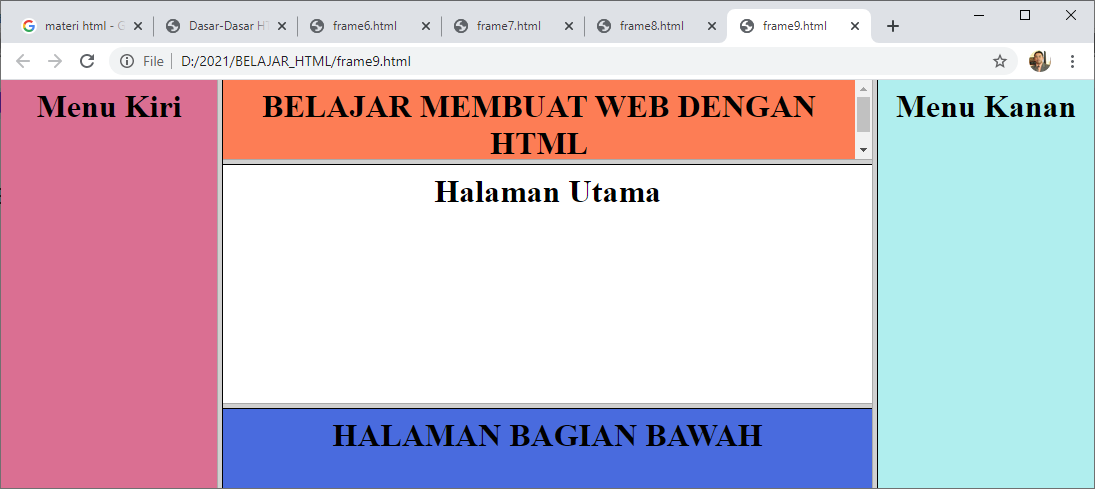 materi html - G
Dasar-Dasar HT
frame6.html
frame7.html
frame8.html
frame9.html
File
D:/2021/BELAJAR_HTML/frame9.html
Menu Kiri
BELAJAR MEMBUAT WEB DENGAN
HTML
Halaman Utama
HALAMAN BAGIAN BAWAH
Menu Kanan